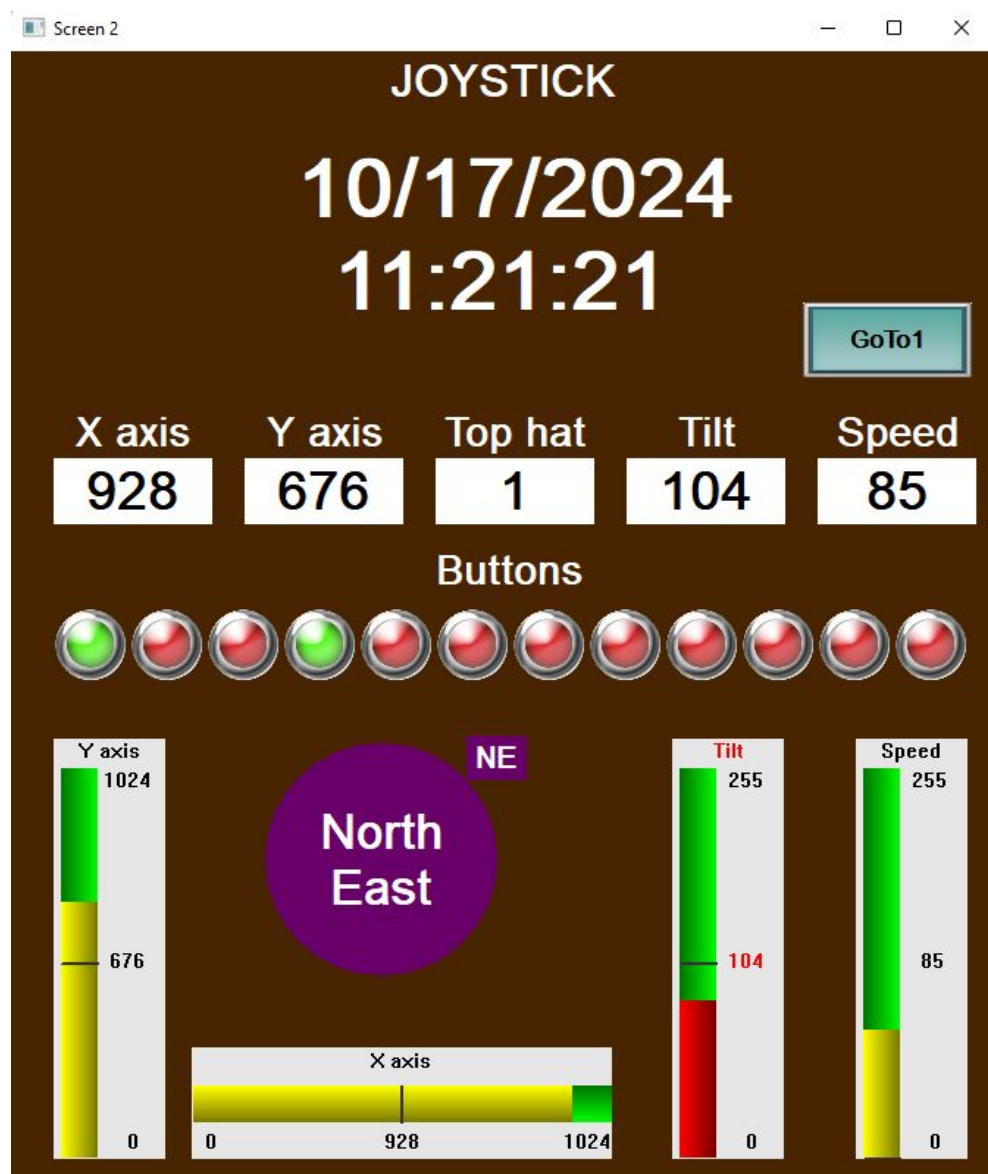 Screen 2
JOYSTICK
10/17/2024
11:21:21
GoTo1
X axis Y axis Top hat Tilt Speed
928 676 1 104 85
Buttons
Y axis
1024
676
0
NE
North
East
X axis
0 928 1024
Tilt
255
104
0
Speed
255
85
0